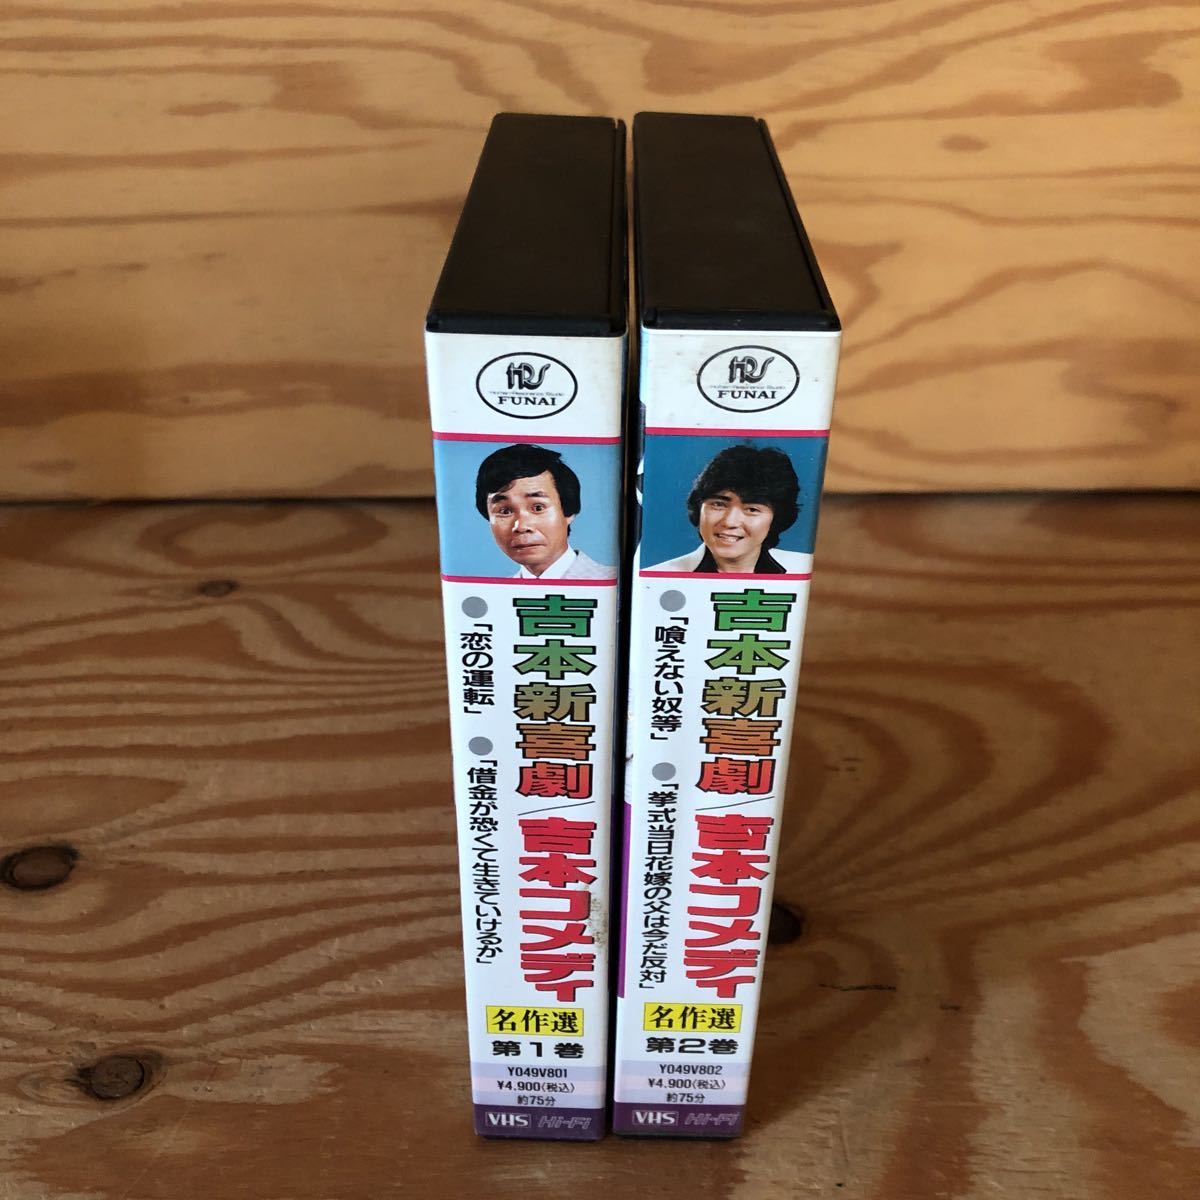 HRS
FUNAI
吉本新喜劇／吉本コメディ
●「恋の運転」
●「借金が恐くて生きていけるか」
名作選
第1巻
Y049V801
¥4,900(税込)
約75分
VHS Hi-Fi
HRS
Human Resonance Studio
FUNAI
吉本新喜劇／吉本コメディ
●「喰えない奴等」
●「挙式当日花嫁の父は今だ反対」
名作選
第2巻
Y049V802
¥4,900(税込)
約75分
VHS Hi-Fi